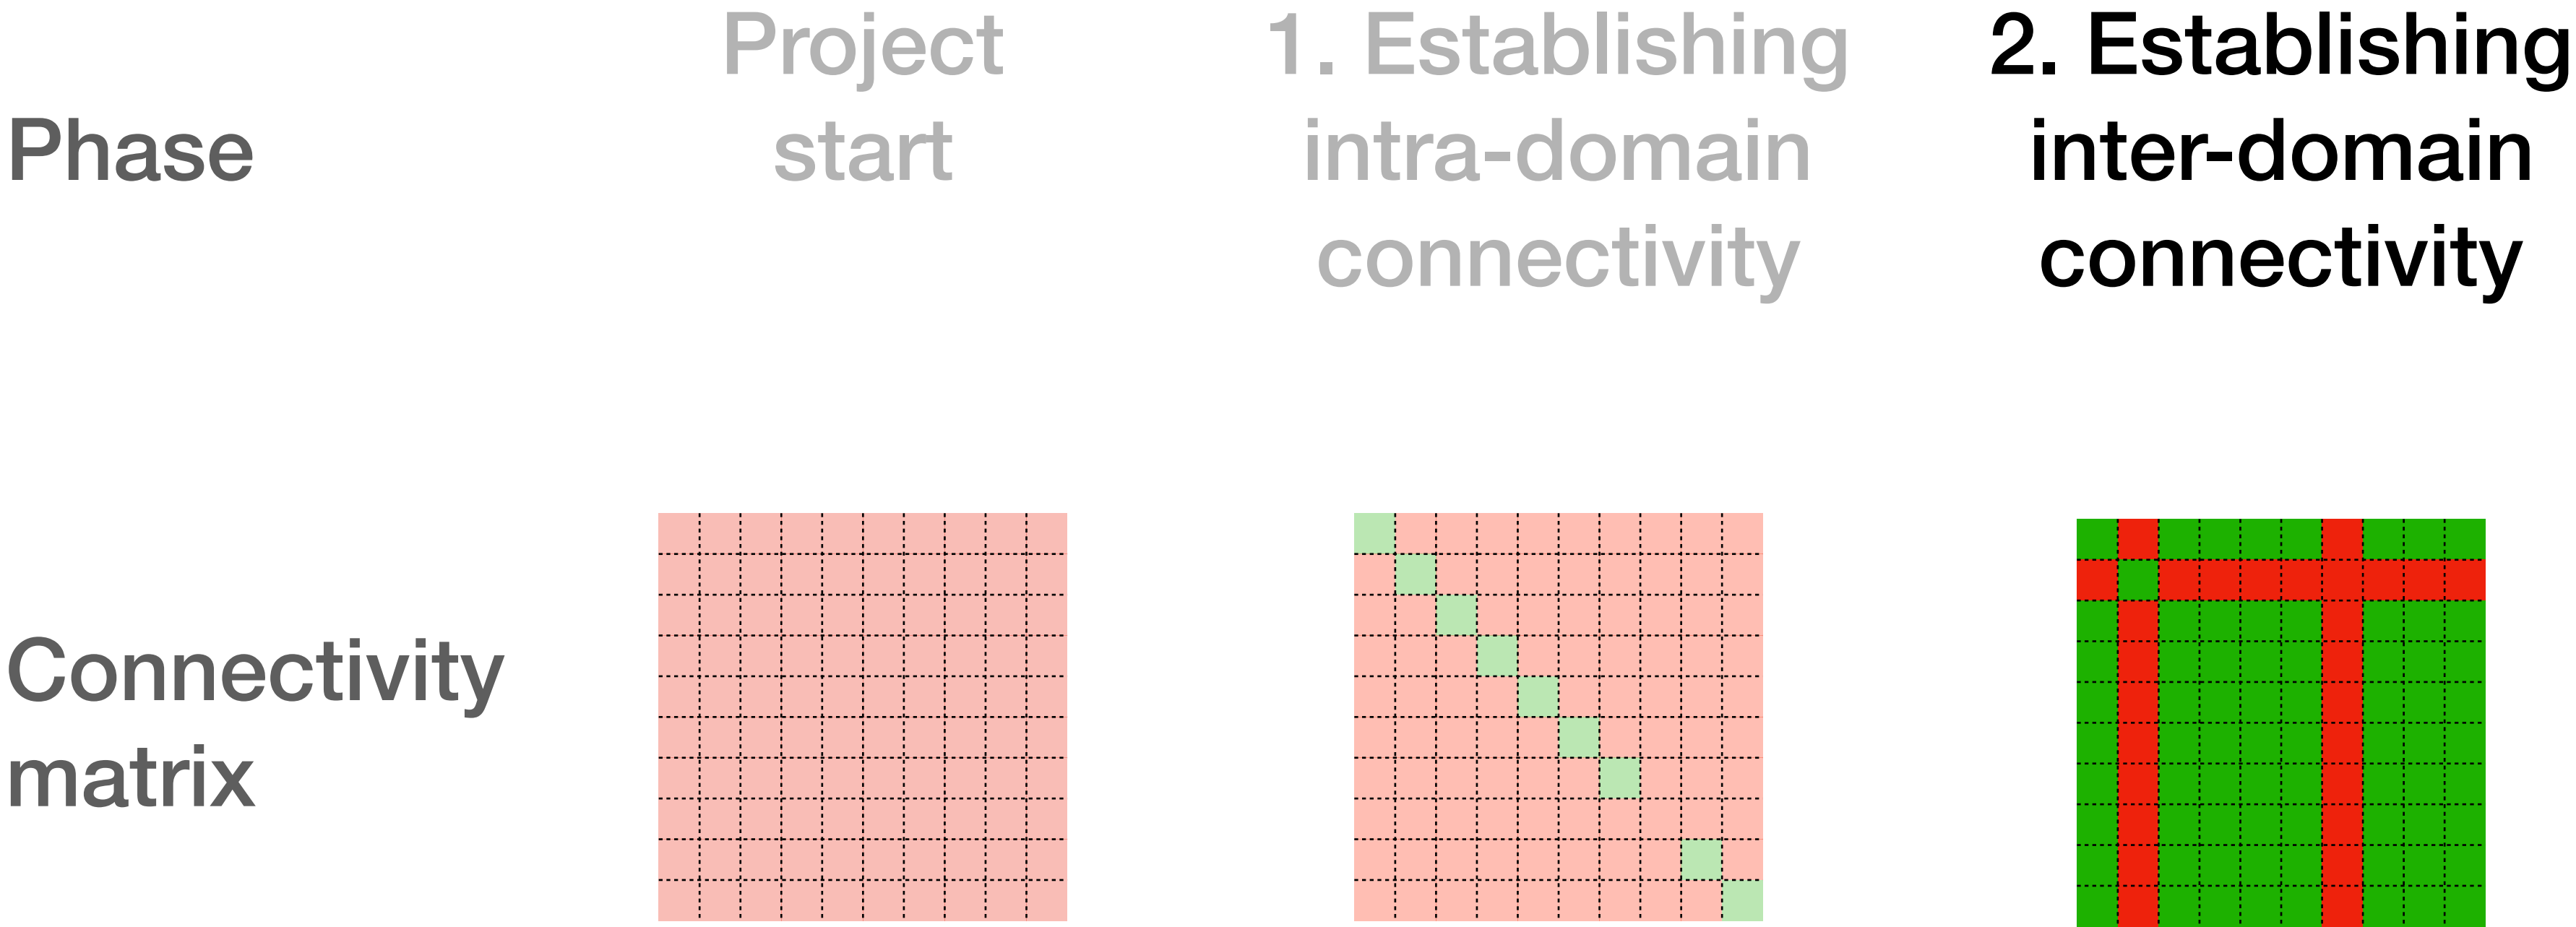 Phase
Project
start
1. Establishing
intra-domain
connectivity
2. Establishing
inter-domain
connectivity
Connectivity
matrix